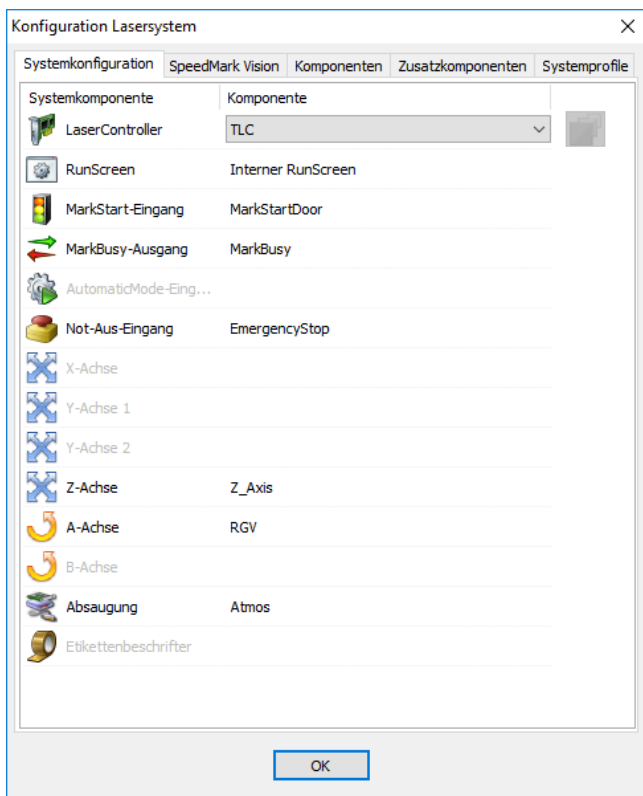 Konfiguration Lasersystem
Systemkonfiguration SpeedMark Vision Komponenten Zusatzkomponenten Systemprofile
Systemkomponente Komponente
LaserController TLC
RunScreen Interner RunScreen
MarkStart-Eingang MarkStartDoor
MarkBusy-Ausgang MarkBusy
AutomaticMode-Eing...
Not-Aus-Eingang EmergencyStop
X-Achse
Y-Achse 1
Y-Achse 2
Z-Achse Z_Axis
A-Achse RGV
B-Achse
Absaugung Atmos
Etikettenbeschrifter
OK